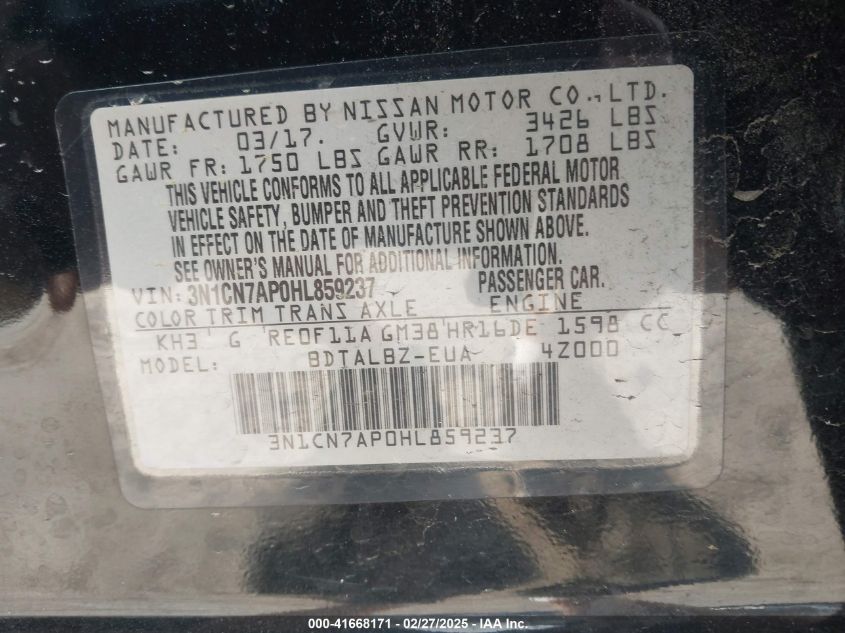 MANUFACTURED BY NISSAN MOTOR CO., LTD.
DATE: 03/17. GVWR: 3426 LBS
GAWR FR: 1750 LBS GAWR RR: 1708 LBS
THIS VEHICLE CONFORMS TO ALL APPLICABLE FEDERAL MOTOR
VEHICLE SAFETY, BUMPER AND THEFT PREVENTION STANDARDS
IN EFFECT ON THE DATE OF MANUFACTURE SHOWN ABOVE.
SEE OWNER'S MANUAL FOR ADDITIONAL INFORMATION.
VIN: 3N1CN7AP0HL859237 PASSENGER CAR.
COLOR TRIM TRANS AXLE ENGINE
KH3 G RE0F11A GM38 HR16DE 1598 CC
MODEL: BDTALBZ-EUA 4Z000
3N1CN7AP0HL859237
000-41668171 - 02/27/2025 - IAA Inc.